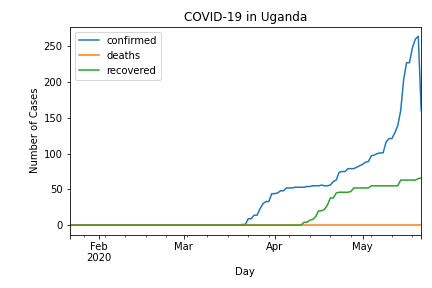 COVID-19 in Uganda
confirmed
deaths
recovered
Number of Cases
250
200
150
100
50
0
Feb Mar Apr May
2020
Day